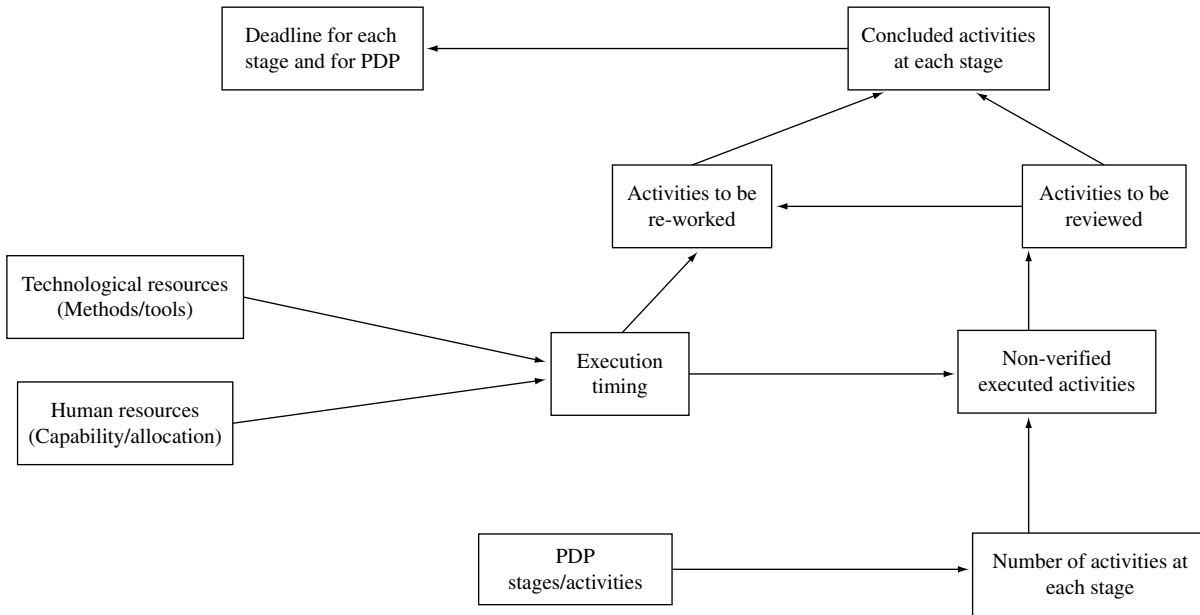 Deadline for each
stage and for PDP
Concluded activities
at each stage
Activities to be
re-worked
Activities to be
reviewed
Technological resources
(Methods/tools)
Execution
timing
Non-verified
executed activities
Human resources
(Capability/allocation)
PDP
stages/activities
Number of activities at
each stage